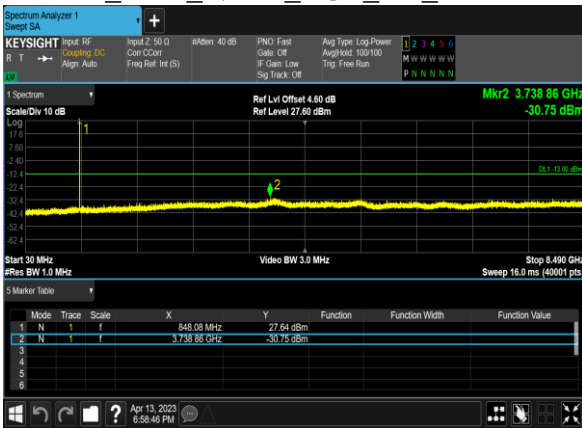 Spectrum Analyzer 1
Swept SA
KEYSIGHT
R T
LV
Input: RF
Coupling: DC
Align: Auto
Input Z: 50 Ω
Corr CCorr
Freq Ref: Int (S)
#Atten: 40 dB
PNO: Fast
Gate: Off
IF Gain: Low
Sig Track: Off
Avg Type: Log-Power
Avg|Hold: 100/100
Trig: Free Run
1 2 3 4 5 6
M W W W W W
P N N N N N
1 Spectrum
Scale/Div 10 dB
Ref Lvl Offset 4.60 dB
Ref Level 27.60 dBm
Mkr2 3.738 86 GHz
-30.75 dBm
Log
17.6
7.60
-2.40
-12.4
-22.4
-32.4
-42.4
-52.4
-62.4
1
2
DL1 -13.00 dBm
Start 30 MHz
#Res BW 1.0 MHz
Video BW 3.0 MHz
Stop 8.490 GHz
Sweep 16.0 ms (40001 pts)
5 Marker Table
Mode Trace Scale X Y Function Function Width Function Value
1 N 1 f 848.08 MHz 27.64 dBm
2 N 1 f 3.738 86 GHz -30.75 dBm
3
4
5
6
?
Apr 13, 2023
6:58:46 PM